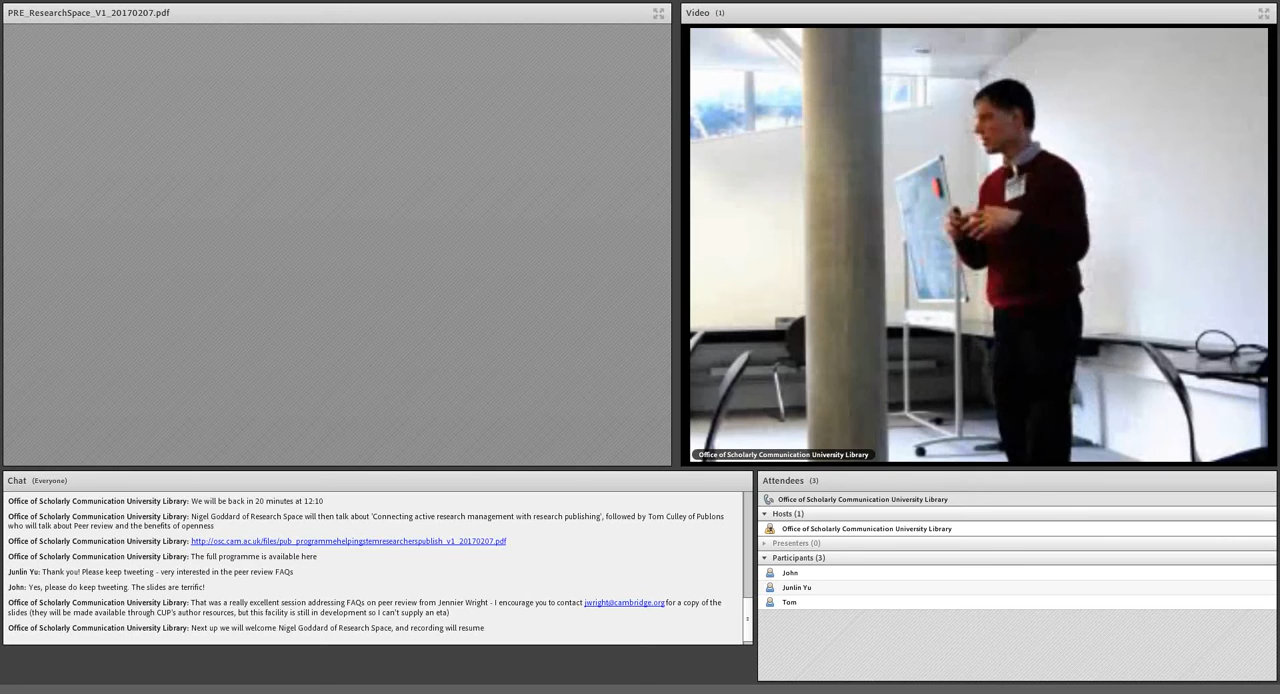 PRE_ResearchSpace_V1_20170207.pdf
Video (1)
Office of Scholarly Communication University Library
Chat (Everyone)
Office of Scholarly Communication University Library: We will be back in 20 minutes at 12:10
Office of Scholarly Communication University Library: Nigel Goddard of Research Space will then talk about 'Connecting active research management with research publishing', followed by Tom Culley of Publons
who will talk about Peer review and the benefits of openness
Office of Scholarly Communication University Library: http://osc.cam.ac.uk/files/pub_programmehelpingstemresearcherspublish_v1_20170207.pdf
Office of Scholarly Communication University Library: The full programme is available here
Junlin Yu: Thank you! Please keep tweeting - very interested in the peer review FAQs
John: Yes, please do keep tweeting. The slides are terrific!
Office of Scholarly Communication University Library: That was a really excellent session addressing FAQs on peer review from Jennier Wright - I encourage you to contact jwright@cambridge.org for a copy of the
slides (they will be made available through CUP's author resources, but this facility is still in development so I can't supply an eta)
Office of Scholarly Communication University Library: Next up we will welcome Nigel Goddard of Research Space, and recording will resume
Attendees (3)
Office of Scholarly Communication University Library
Hosts (1)
Office of Scholarly Communication University Library
Presenters (0)
Participants (3)
John
Junlin Yu
Tom